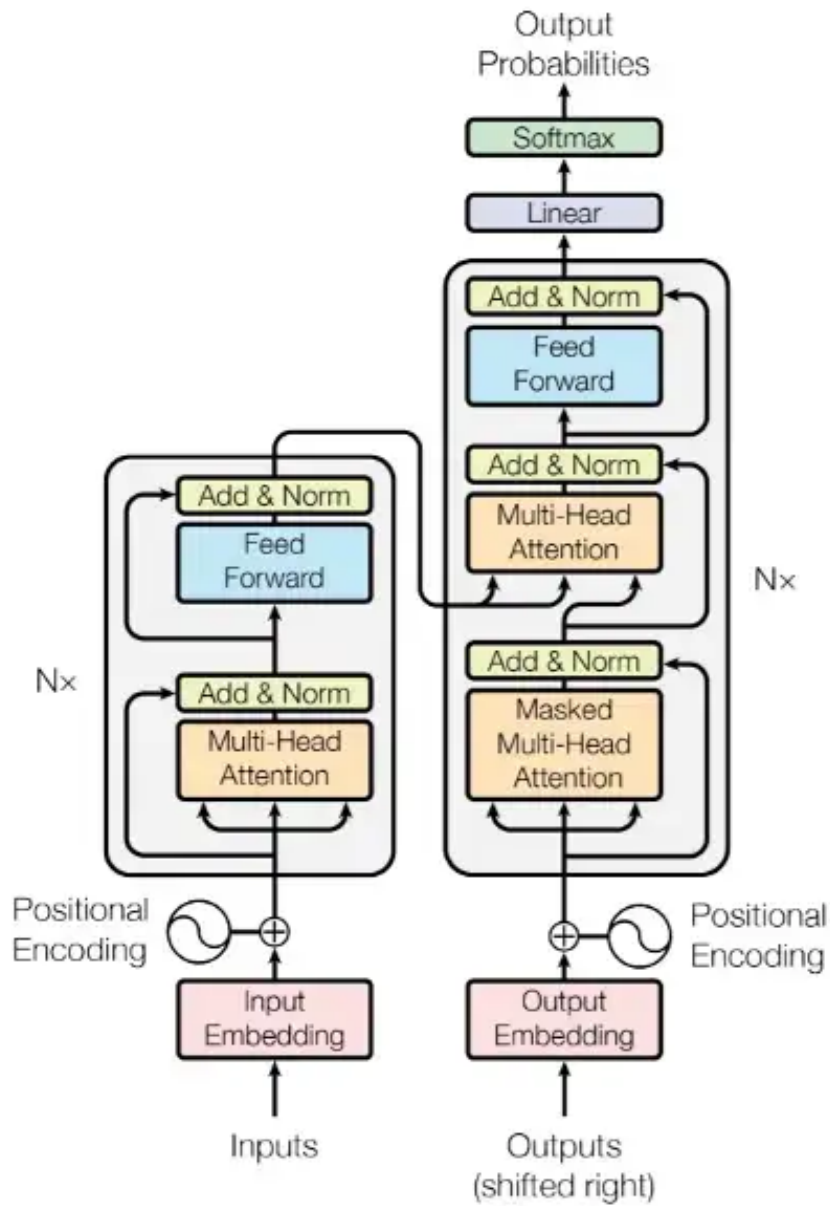 Output
Probabilities
Softmax
Linear
Add & Norm
Feed
Forward
Add & Norm
Multi-Head
Attention
Add & Norm
Masked
Multi-Head
Attention
N×
Add & Norm
Feed
Forward
Add & Norm
Multi-Head
Attention
N×
Positional
Encoding
Positional
Encoding
Input
Embedding
Output
Embedding
Inputs
Outputs
(shifted right)